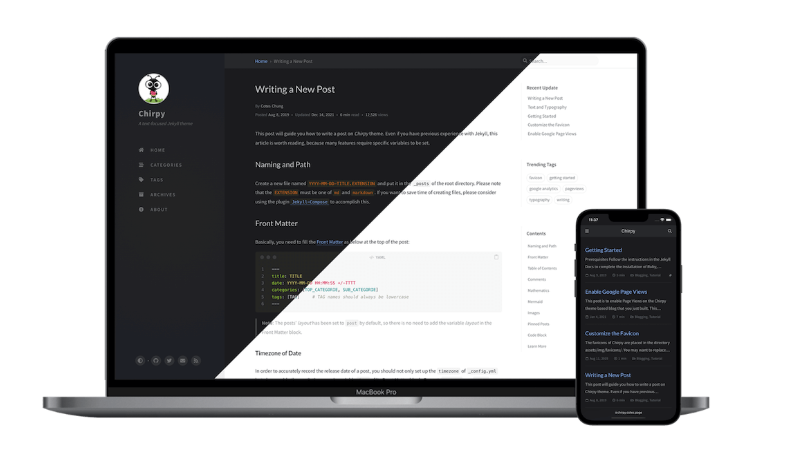 Home › Writing a New Post
Search...
Chirpy
A text-focused Jekyll theme
HOME
CATEGORIES
TAGS
ARCHIVES
ABOUT
Writing a New Post
By Cotes Chung
Posted Aug 8, 2019 • Updated Dec 24, 2021 • 8 min read • views
This post will guide you how to write a post on Chirpy theme. Even if you have previous experience with Jekyll, this
article is worth reading, because many features require specific variables to be set.
Naming and Path
Create a new file named YYYY-MM-DD-TITLE.EXTENSION and put it in the _posts of the root directory. Please note
that the EXTENSION must be one of md and markdown. If you want to save time of creating files, please consider
using the plugin Jekyll-Compose to accomplish this.
Front Matter
Basically, you need to fill the Front Matter as below at the top of the post:
YAML
1 ---
2 title: TITLE
3 date: YYYY-MM-DD HH:MM:SS +/-TTTT
4 categories: [TOP_CATEGORIE, SUB_CATEGORIE]
5 tags: [TAG] # TAG names should always be lowercase
6 ---
Note: The posts' layout has been set to post by default, so there is no need to add the variable layout in the
Front Matter block.
Timezone of Date
In order to accurately record the release date of a post, you should not only set up the timezone of _config.yml
Recent Update
Writing a New Post
Text and Typography
Getting Started
Customize the Favicon
Enable Google Page Views
Trending Tags
favicon getting started
google analytics pageviews
typography writing
Contents
Naming and Path
Front Matter
Timezone of Date
Table of Contents
Comments
Mathematics
Mermaid
Images
Pinned Posts
Code Block
Learn More
MacBook Pro
Chirpy
Getting Started
Prerequisites Follow the instructions in the Jekyll
Docs to complete the installation of Ruby,
Enable Google Page Views
This post is to enable Page Views on the Chirpy
theme based blog that you just built. This
Customize the Favicon
The favicons of Chirpy are placed in the directory
assets/img/favicons/. You may want to replace
Writing a New Post
This post will guide you how to write a post on
Chirpy theme. Even if you have previous